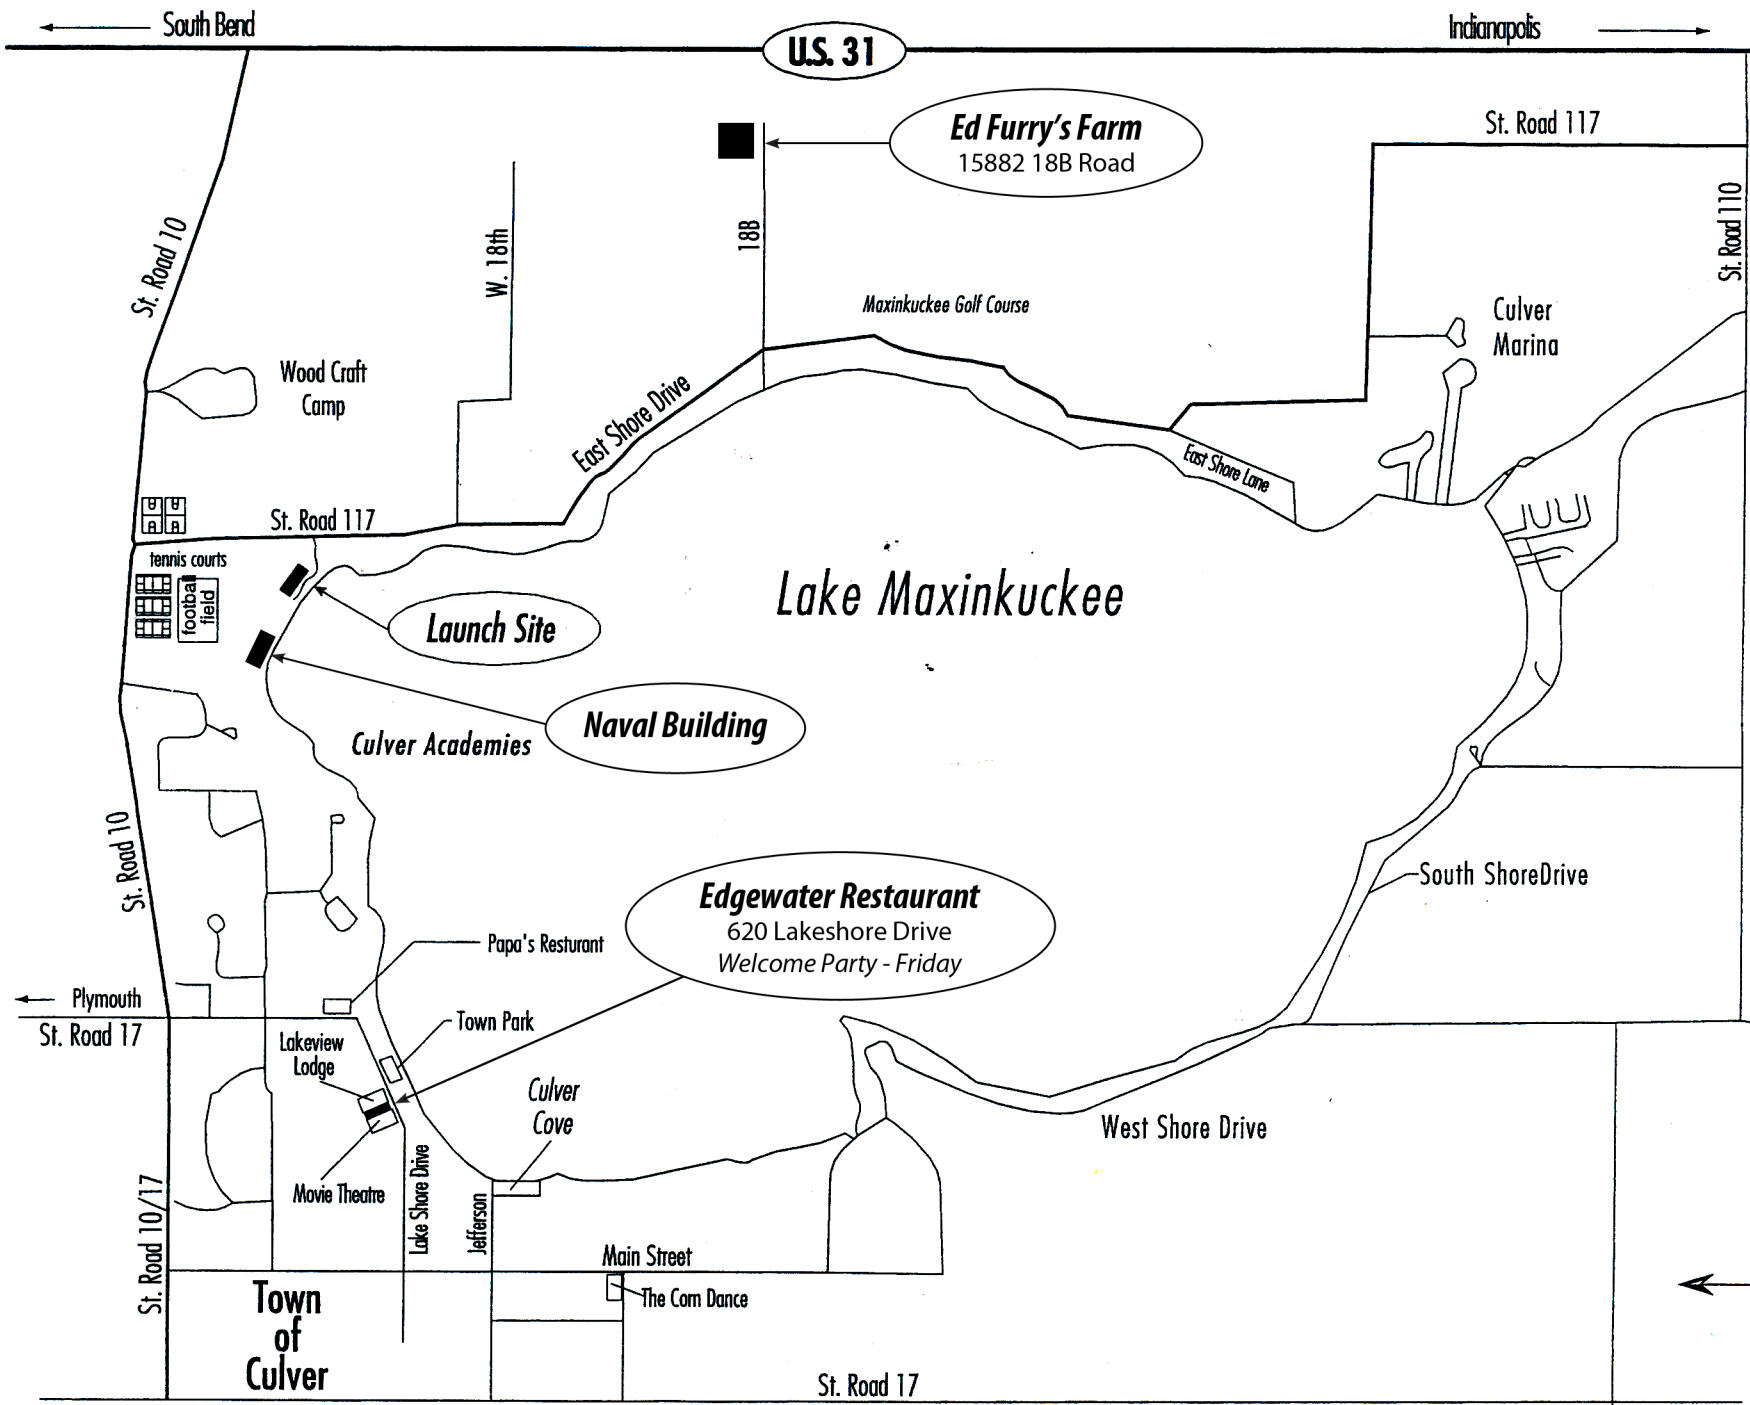 South Bend
Indianapolis
U.S. 31
Ed Furry's Farm
15882 18B Road
St. Road 117
St. Road 10
W. 18th
18B
St. Road 110
Maxinkuckee Golf Course
Culver
Marina
Wood Craft
Camp
East Shore Drive
East Shore Lane
St. Road 117
tennis courts
footbal
field
Launch Site
Lake Maxinkuckee
Naval Building
Culver Academies
St. Road 10
Edgewater Restaurant
620 Lakeshore Drive
Welcome Party - Friday
South ShoreDrive
Papa's Resturant
Plymouth
St. Road 17
Town Park
Lakeview
Lodge
Culver
Cove
West Shore Drive
Movie Theatre
Lake Shore Drive
Jefferson
St. Road 10/17
Main Street
The Corn Dance
Town
of
Culver
St. Road 17